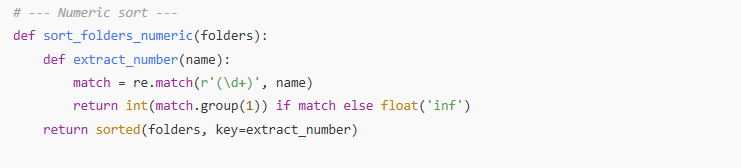 # --- Numeric sort ---
def sort_folders_numeric(folders):
    def extract_number(name):
        match = re.match(r'(\d+)', name)
        return int(match.group(1)) if match else float('inf')
    return sorted(folders, key=extract_number)